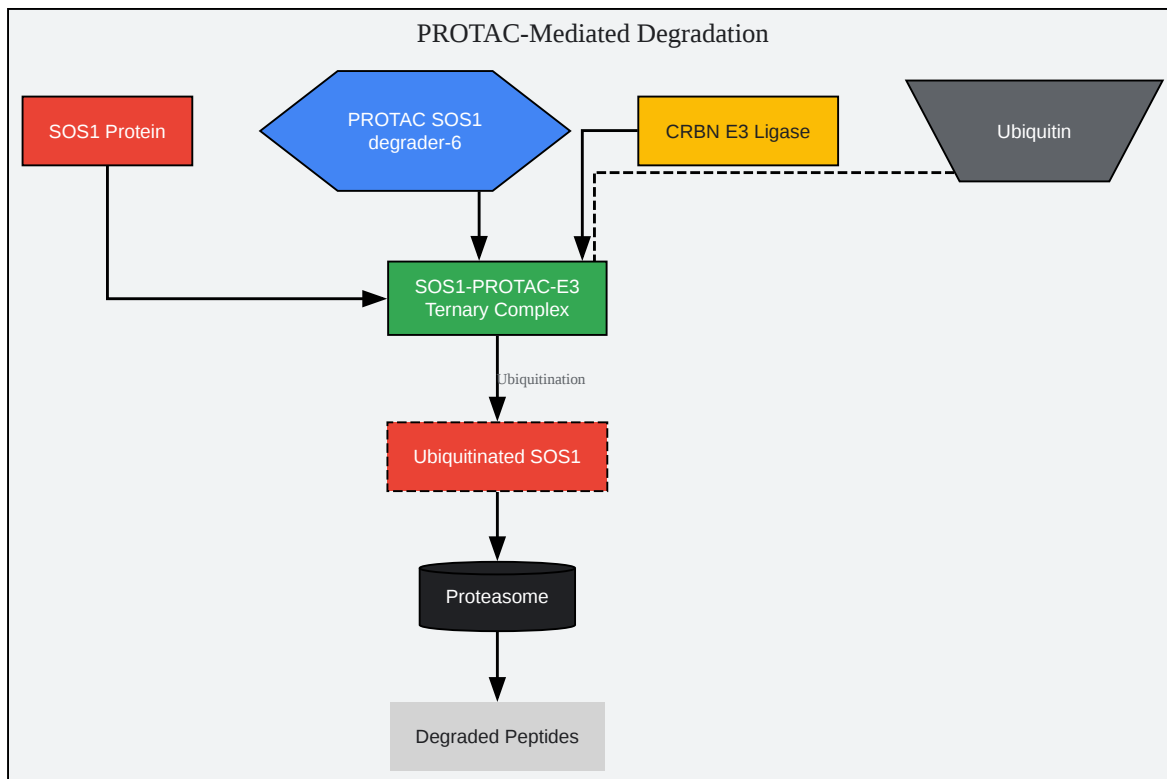 PROTAC-Mediated Degradation
SOS1 Protein
PROTAC SOS1
degrader-6
CRBN E3 Ligase
Ubiquitin
SOS1-PROTAC-E3
Ternary Complex
Ubiquitination
Ubiquitinated SOS1
Proteasome
Degraded Peptides